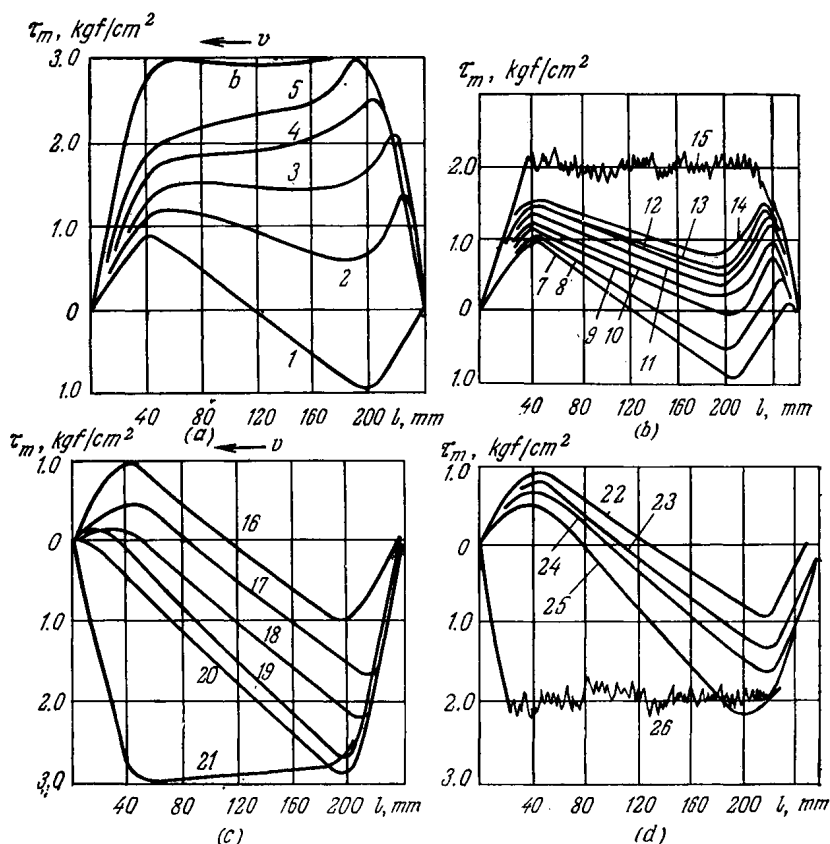 τm, kgf/cm²
v
3.0
2.0
1.0
0
1.0
b
5
4
3
2
1
40 80 120 160 200 l, mm
(a)
τm, kgf/cm²
2.0
1.0
0
1.0
15
12 13 14
7 8 9 10 11
40 80 120 160 200 l, mm
(b)
τm, kgf/cm²
v
1.0
0
1.0
2.0
3.0
16
17
18
19
20
21
40 80 120 160 200 l, mm
(c)
τm, kgf/cm²
1.0
0
1.0
2.0
3.0
22
23
24
25
26
40 80 120 160 200 l, mm
(d)